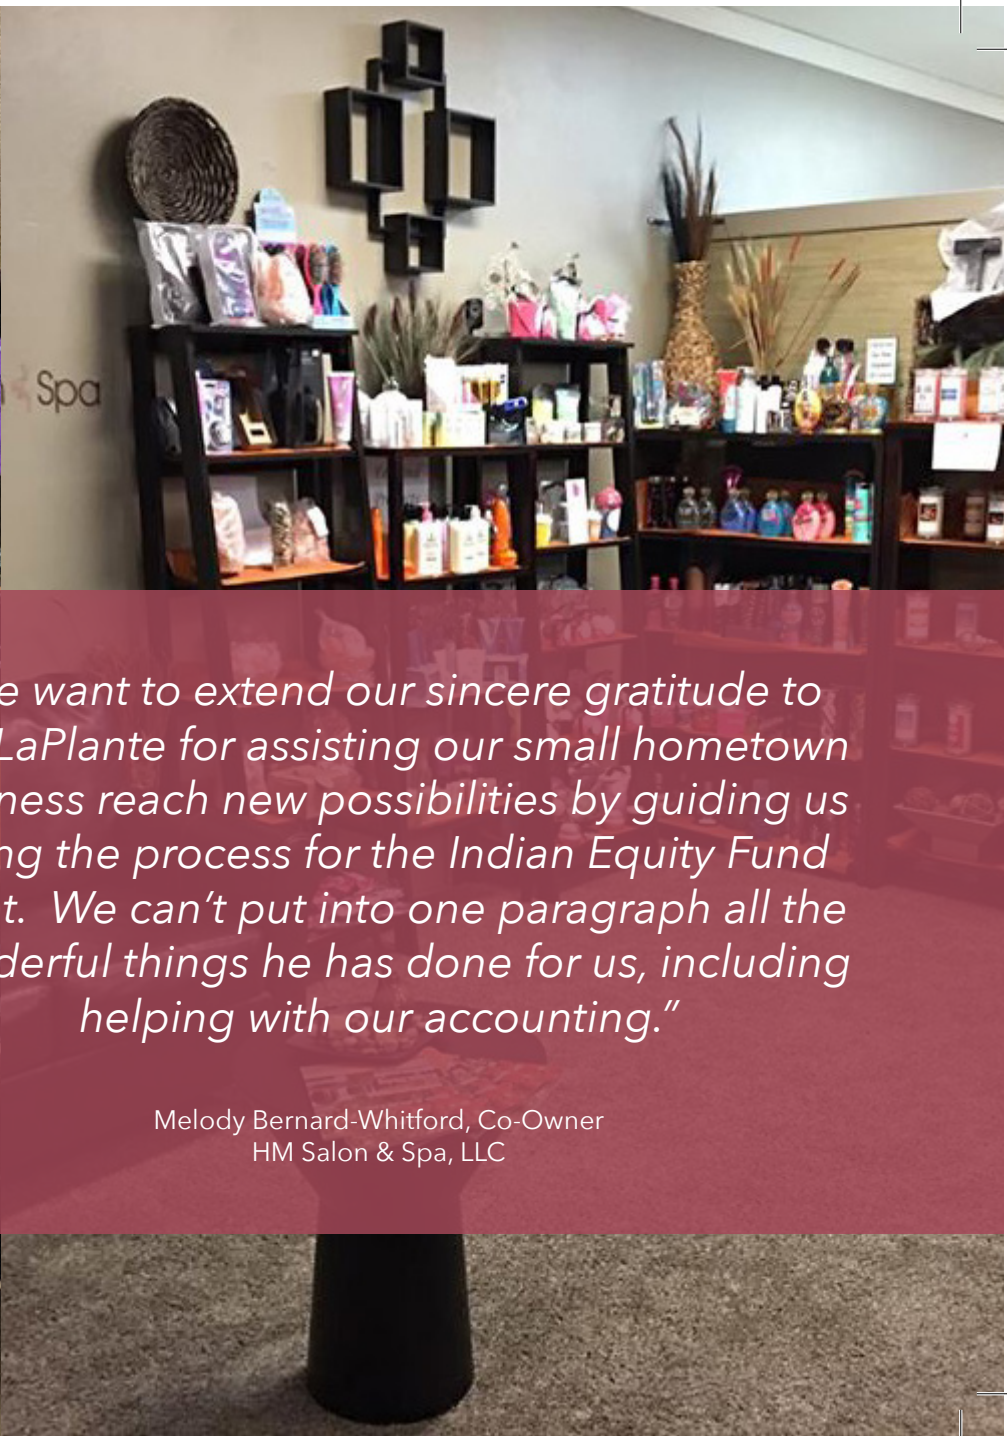 Spa
e want to extend our sincere gratitude to
LaPlante for assisting our small hometown
ness reach new possibilities by guiding us
ng the process for the Indian Equity Fund
t. We can’t put into one paragraph all the
derful things he has done for us, including
helping with our accounting.”
Melody Bernard-Whitford, Co-Owner
HM Salon & Spa, LLC